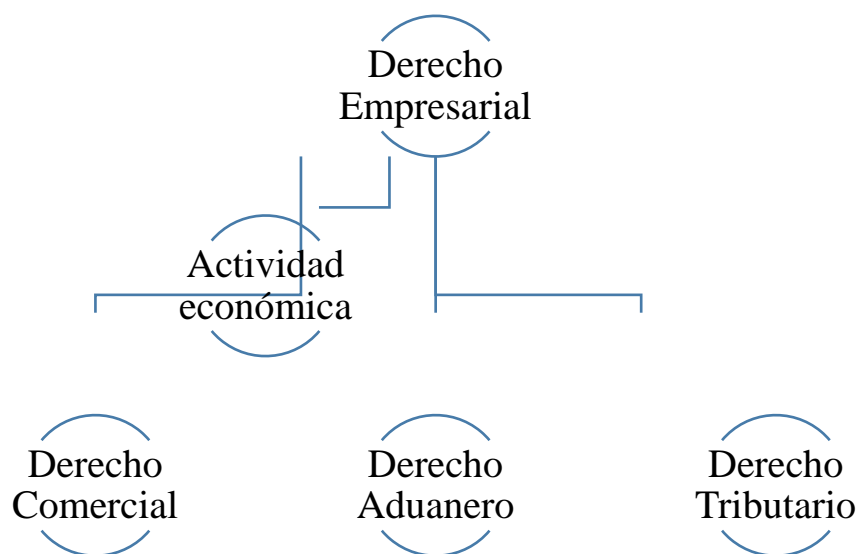 Derecho
Empresarial
Actividad
económica
Derecho
Comercial
Derecho
Aduanero
Derecho
Tributario